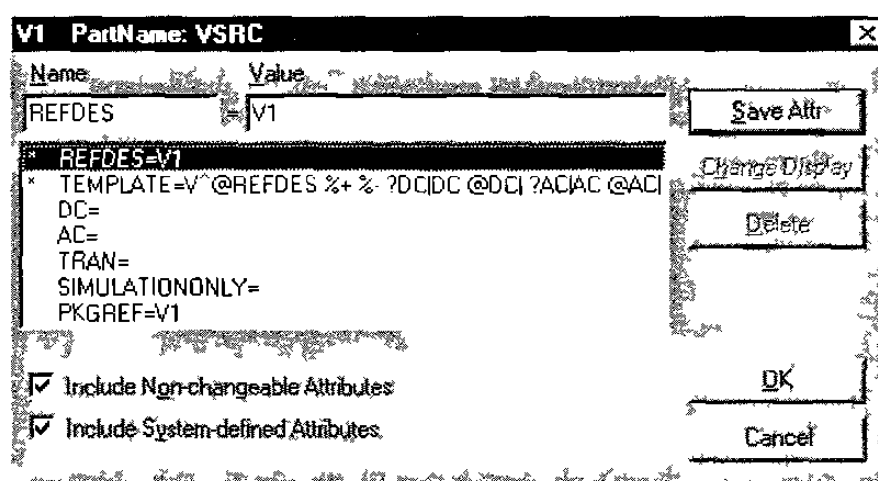 V1 PartName: VSRC
Name Value
REFDES = V1
Save Attr
* REFDES=V1
Change Display
* TEMPLATE=V^@REFDES %+ %- ?DC|DC @DC| ?AC|AC @AC|
Delete
DC=
AC=
TRAN=
SIMULATIONONLY=
PKGREF=V1
Include Non-changeable Attributes
OK
Include System-defined Attributes
Cancel